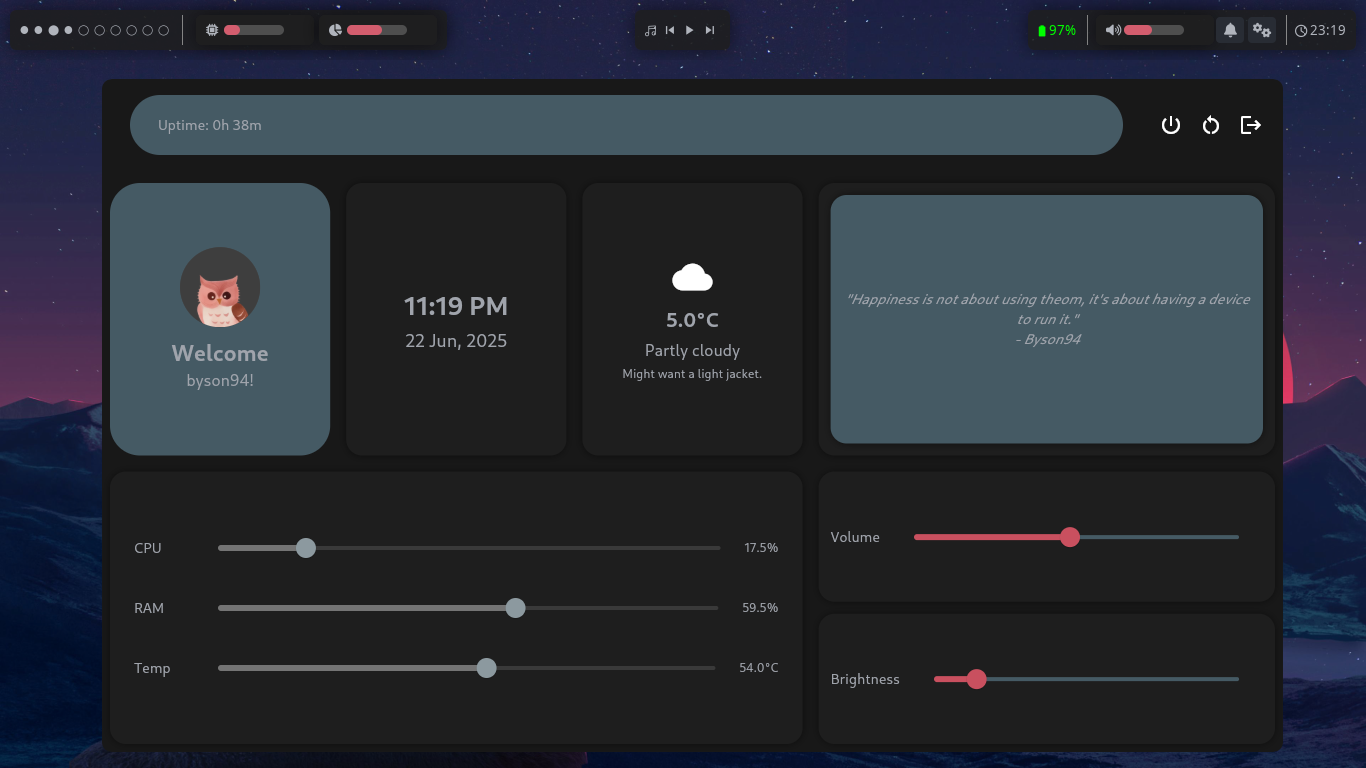 97%
23:19
Uptime: 0h 38m
Welcome
byson94!
11:19 PM
22 Jun, 2025
5.0°C
Partly cloudy
Might want a light jacket.
"Happiness is not about using theom, it's about having a device
to run it."
- Byson94
CPU 17.5%
RAM 59.5%
Temp 54.0°C
Volume
Brightness